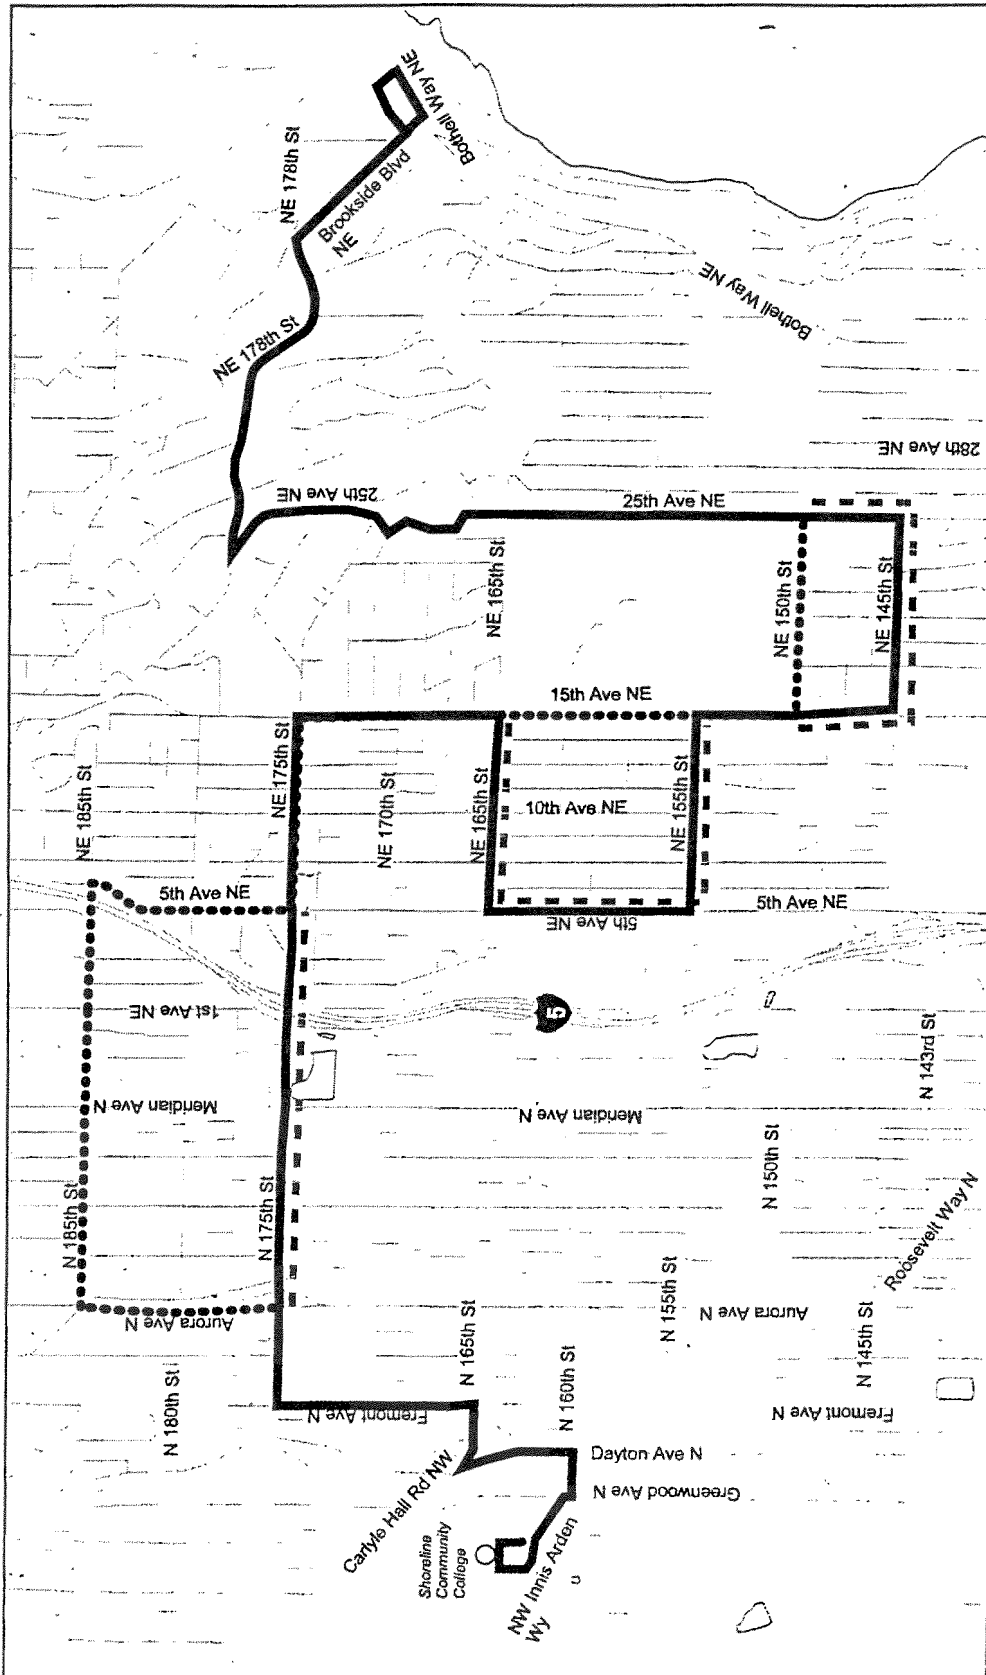 Bothell Way NE
NE 178th St
Brookside Blvd
NE
Bothell Way NE
NE 178th St
28th Ave NE
25th Ave NE
25th Ave NE
NE 165th St
NE 150th St
NE 145th St
15th Ave NE
NE 185th St
NE 175th St
NE 170th St
NE 165th St
10th Ave NE
NE 155th St
5th Ave NE
5th Ave NE
5th Ave NE
1st Ave NE
5
N 143rd St
Meridian Ave N
Meridian Ave N
N 150th St
N 185th St
N 175th St
Roosevelt Way N
Aurora Ave N
N 155th St
Aurora Ave N
N 165th St
N 145th St
N 180th St
Fremont Ave N
N 160th St
Fremont Ave N
Carlyle Hall Rd NW
Dayton Ave N
Greenwood Ave N
Shoreline
Community
College
NW Innis Arden
Wy